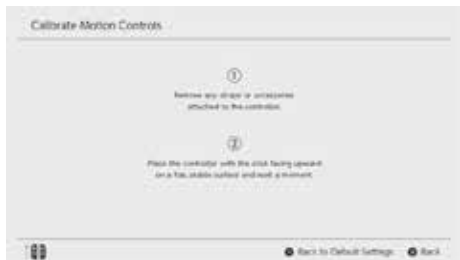 Calibrate Motion Controls
①
Remove any straps or accessories
attached to the controller.
②
Place the controller with the stick facing upward
on a flat, stable surface and wait a moment.
Back to Default Settings Back